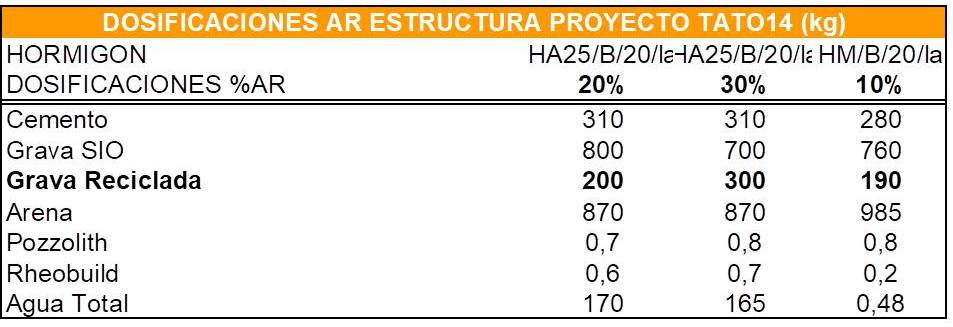 DOSIFICACIONES AR ESTRUCTURA PROYECTO TATO14 (kg)
HORMIGON HA25/B/20/Ia HA25/B/20/Ia HM/B/20/Ia
DOSIFICACIONES %AR 20% 30% 10%
Cemento 310 310 280
Grava SIO 800 700 760
Grava Reciclada 200 300 190
Arena 870 870 985
Pozzolith 0,7 0,8 0,8
Rheobuild 0,6 0,7 0,2
Agua Total 170 165 0,48